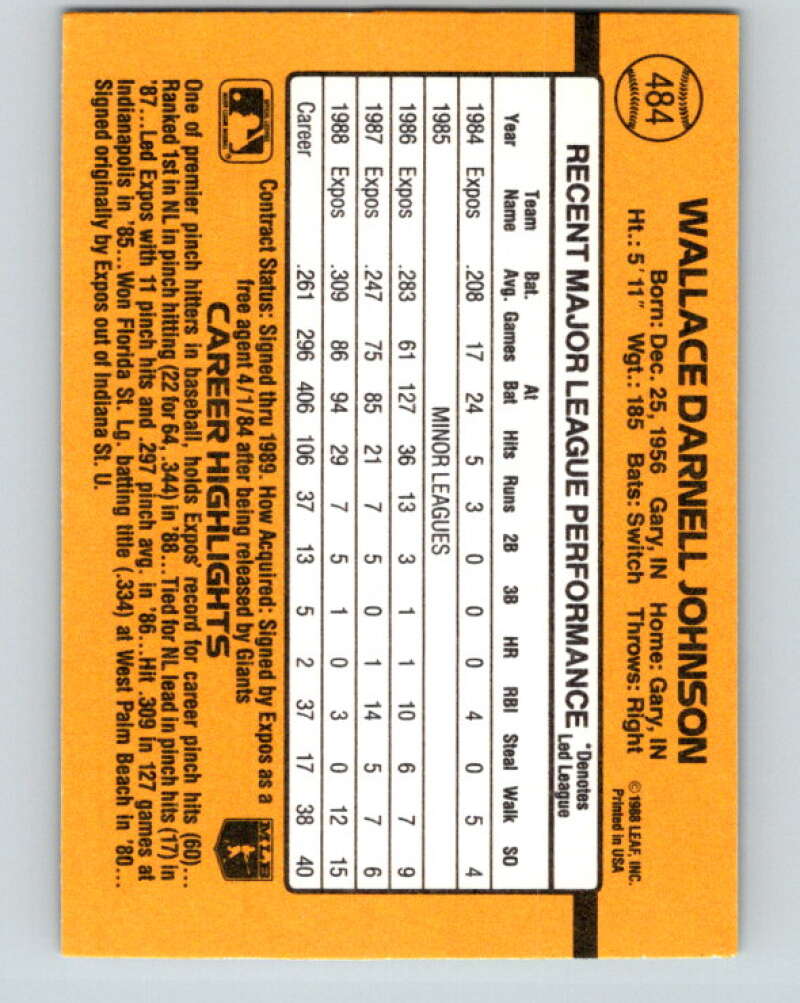 484
WALLACE DARNELL JOHNSON
Born: Dec. 25, 1956 Gary, IN Home: Gary, IN
Ht.: 5'11" Wgt.: 185 Bats: Switch Throws: Right
© 1988 LEAF, INC.
Printed in USA
RECENT MAJOR LEAGUE PERFORMANCE *Denotes Led League
Year Team Name Bat. Avg. Games At Bat Hits Runs 2B 3B HR RBI Steal Walk SO
1984 Expos .208 17 24 5 3 0 0 0 4 0 5 4
1985 MINOR LEAGUES
1986 Expos .283 61 127 36 13 3 1 1 10 6 7 9
1987 Expos .247 75 85 21 7 5 0 1 14 5 7 6
1988 Expos .309 86 94 29 7 5 1 0 3 0 12 15
Career .261 296 406 106 37 13 5 2 37 17 38 40
Contract Status: Signed thru 1989. How Acquired: Signed by Expos as a
free agent 4/1/84 after being released by Giants
MLB
CAREER HIGHLIGHTS
One of premier pinch hitters in baseball, holds Expos' record for career pinch hits (60)...
Ranked 1st in NL in pinch hitting (22 for 64, .344) in '88...Tied for NL lead in pinch hits (17) in
'87...Led Expos with 11 pinch hits and .297 pinch avg. in '86...Hit .309 in 127 games at
Indianapolis in '85...Won Florida St. Lg. batting title (.334) at West Palm Beach in '80...
Signed originally by Expos out of Indiana St. U.